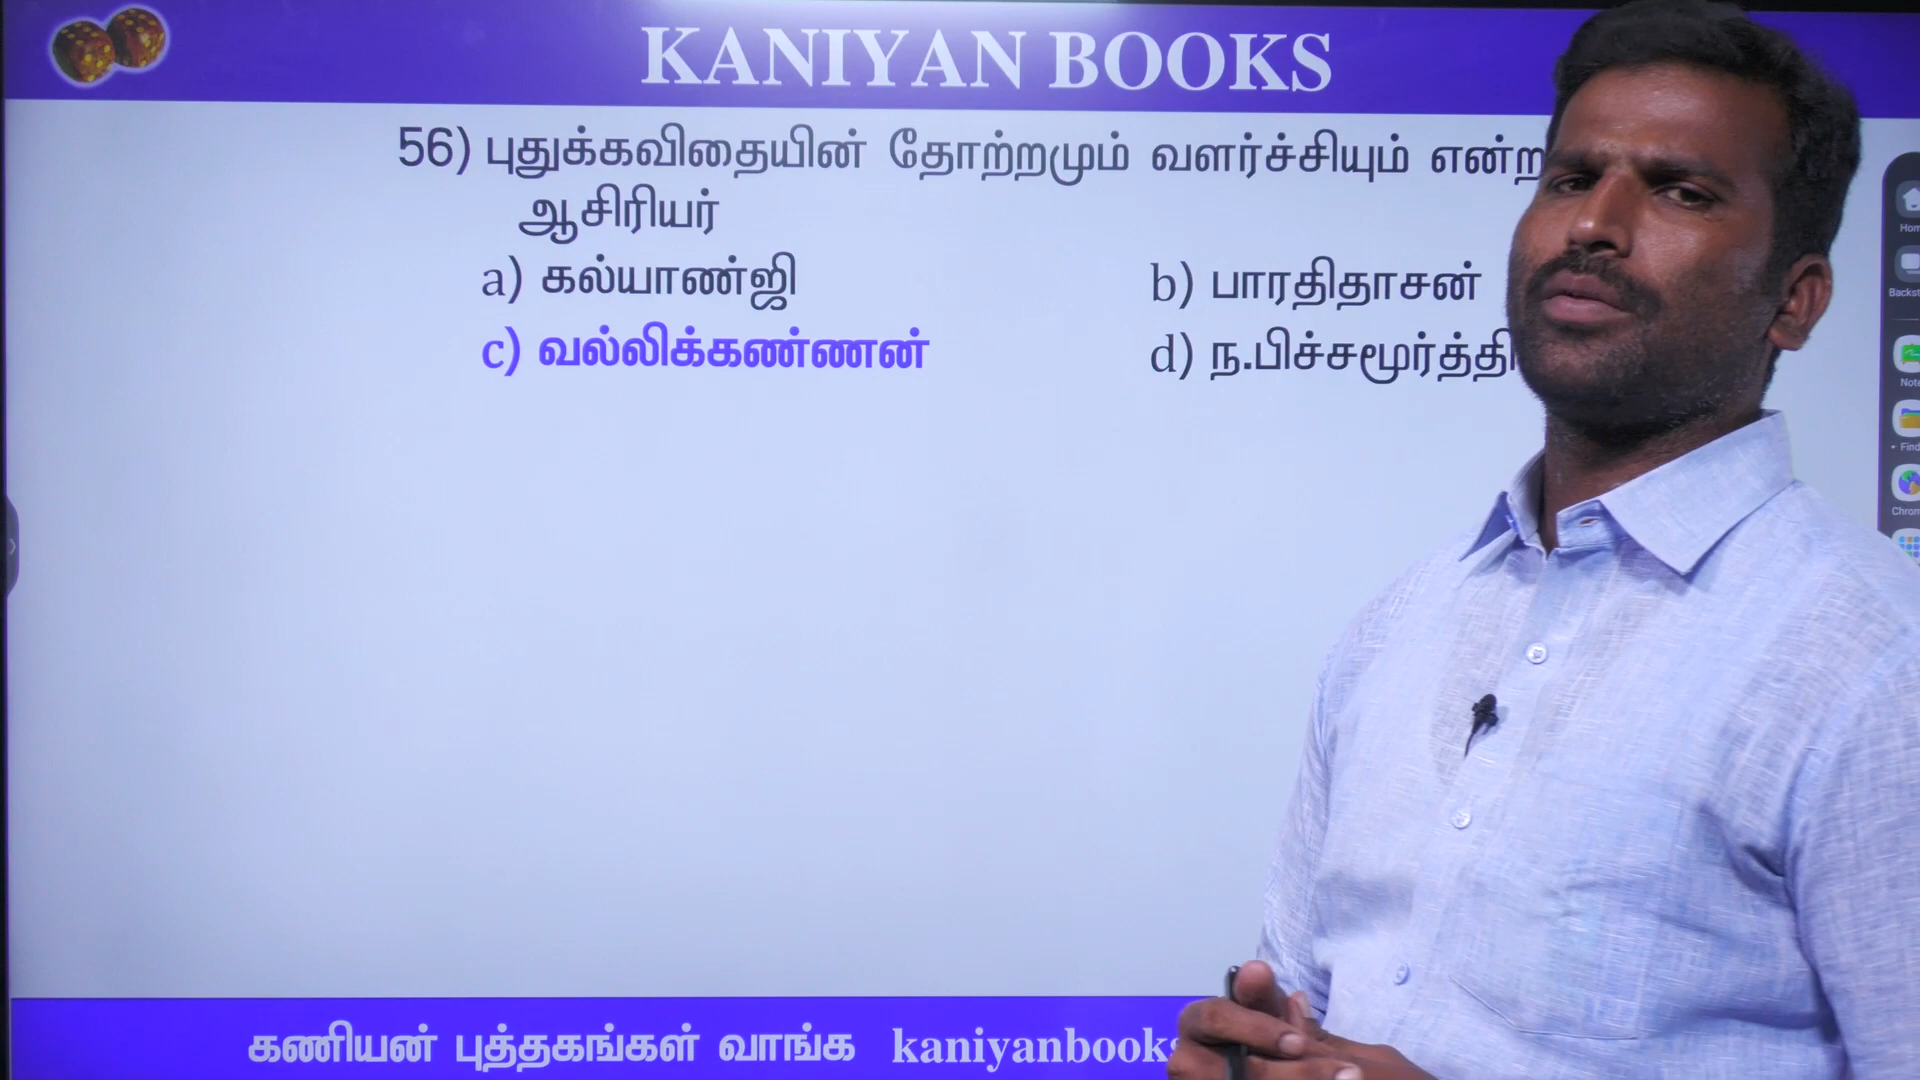 KANIYAN BOOKS
56) புதுக்கவிதையின் தோற்றமும் வளர்ச்சியும் என்ற
ஆசிரியர்
a) கல்யாண்ஜி
b) பாரதிதாசன்
c) வல்லிக்கண்ணன்
d) ந.பிச்சமூர்த்தி
கணியன் புத்தகங்கள் வாங்க kaniyanbooks